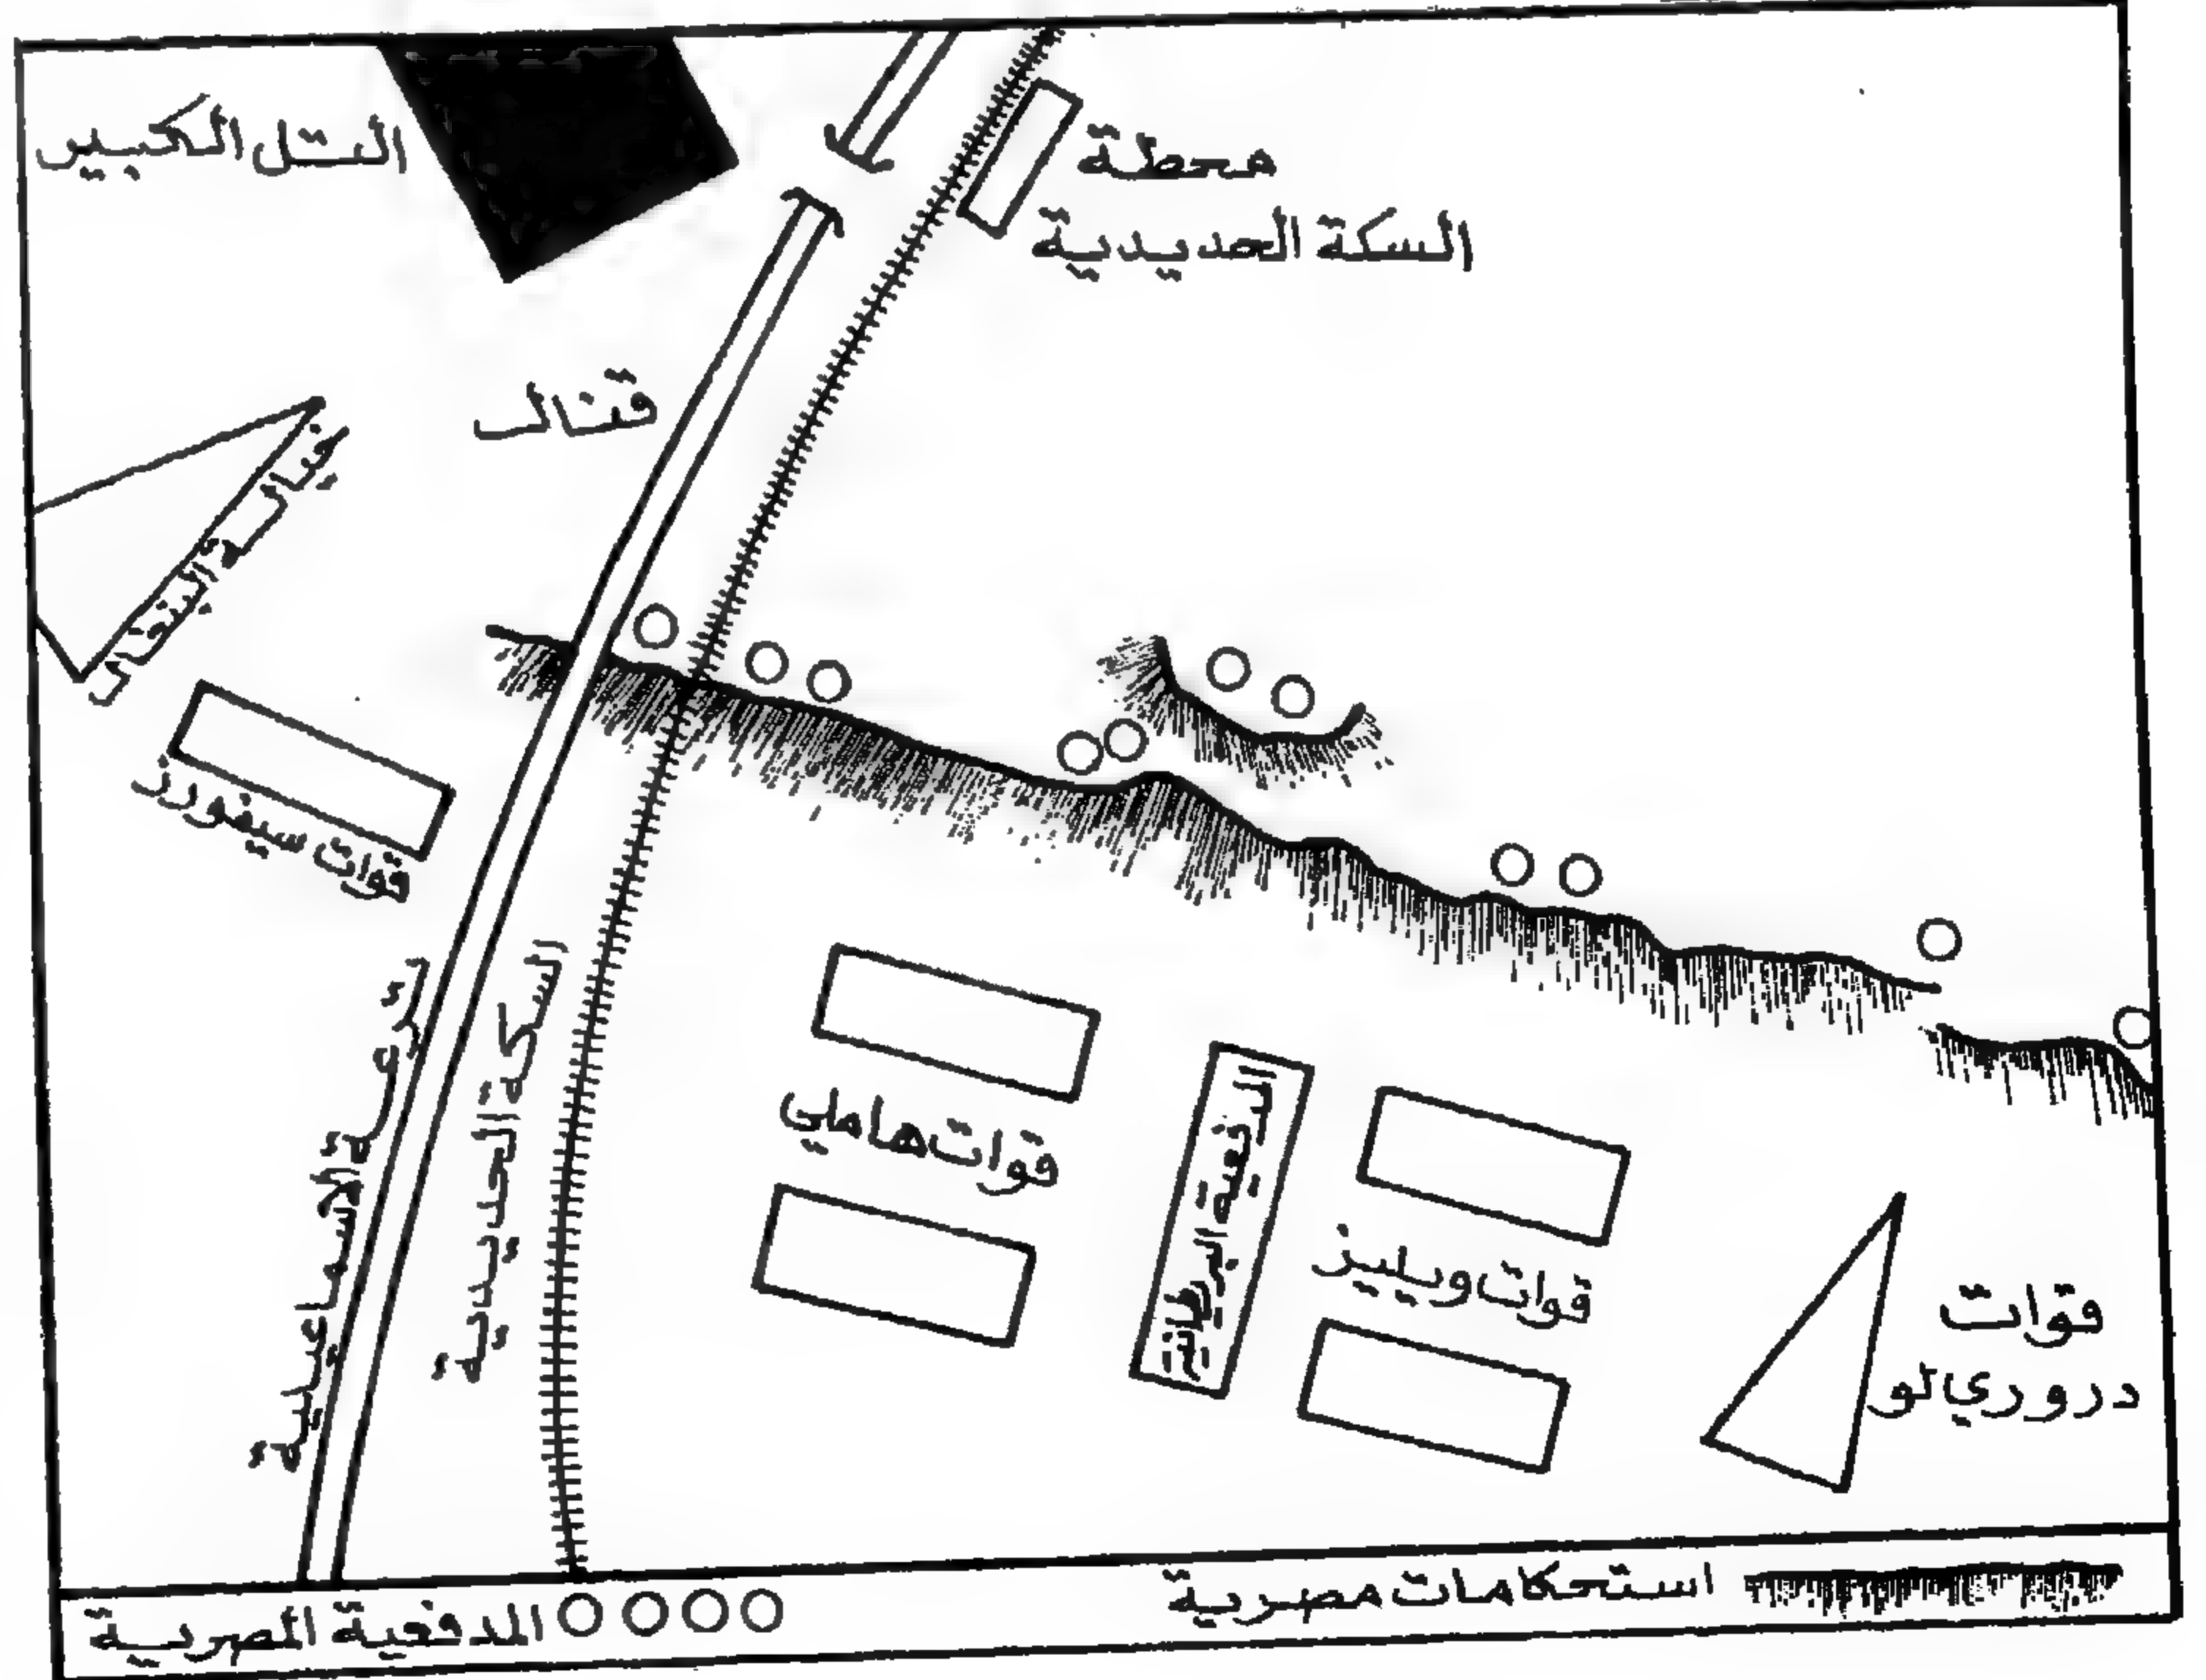 التل الكبير
محطة
السكة الحديدية
قنال
خيالة البنغال
قوات سيفورز
ترعة الاسماعيلية
السكة الحديدية
قوات هاملي
المدفعية البريطانية
قوات ويليز
قوات
دروري لو
استحكامات مصرية
المدفعية المصرية